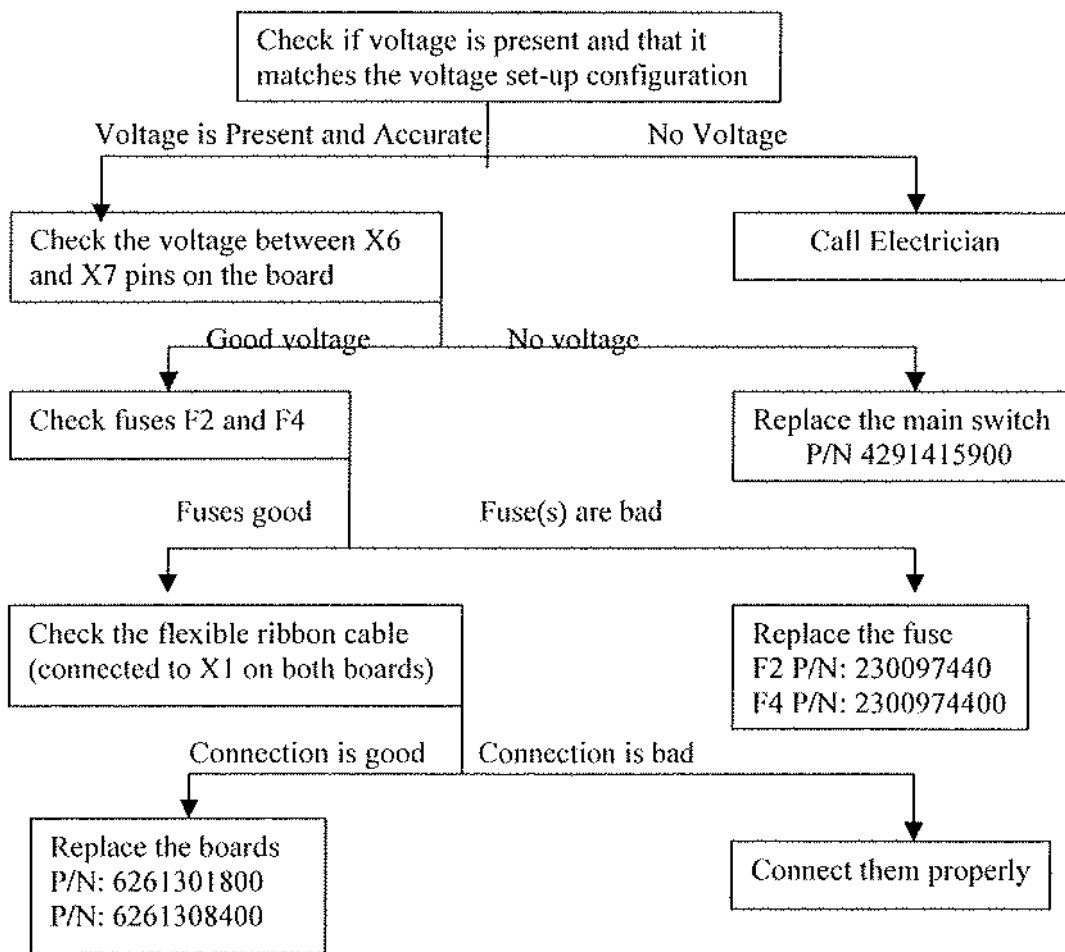 Check if voltage is present and that it
matches the voltage set-up configuration
Voltage is Present and Accurate
No Voltage
Check the voltage between X6
and X7 pins on the board
Call Electrician
Good voltage
No voltage
Check fuses F2 and F4
Replace the main switch
P/N 4291415900
Fuses good
Fuse(s) are bad
Check the flexible ribbon cable
(connected to X1 on both boards)
Replace the fuse
F2 P/N: 230097440
F4 P/N: 2300974400
Connection is good
Connection is bad
Replace the boards
P/N: 6261301800
P/N: 6261308400
Connect them properly